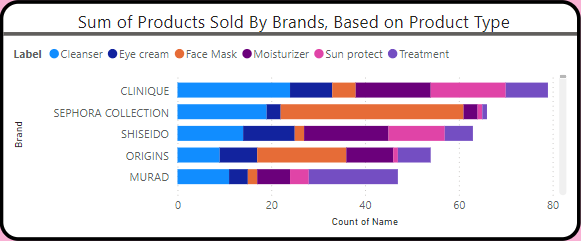 Sum of Products Sold By Brands, Based on Product Type
Label Cleanser Eye cream Face Mask Moisturizer Sun protect Treatment
Brand
CLINIQUE
SEPHORA COLLECTION
SHISEIDO
ORIGINS
MURAD
0 20 40 60 80
Count of Name